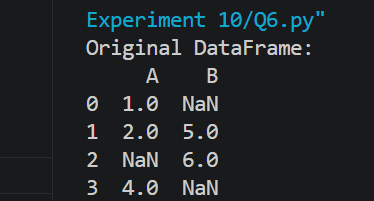 Experiment 10/Q6.py"
Original DataFrame:
     A    B
0  1.0  NaN
1  2.0  5.0
2  NaN  6.0
3  4.0  NaN